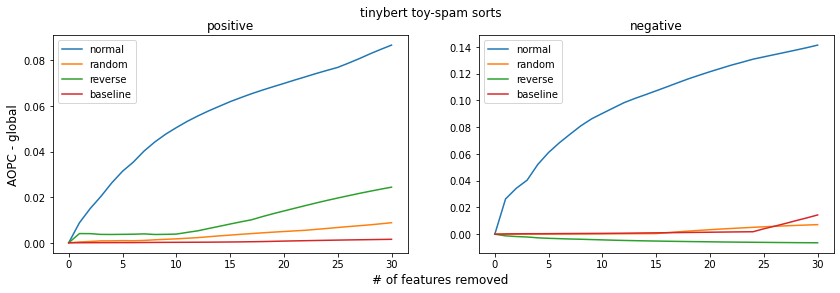 tinybert toy-spam sorts
positive
negative
normal
random
reverse
baseline
normal
random
reverse
baseline
AOPC - global
0.08
0.06
0.04
0.02
0.00
0 5 10 15 20 25 30
0.14
0.12
0.10
0.08
0.06
0.04
0.02
0.00
0 5 10 15 20 25 30
# of features removed